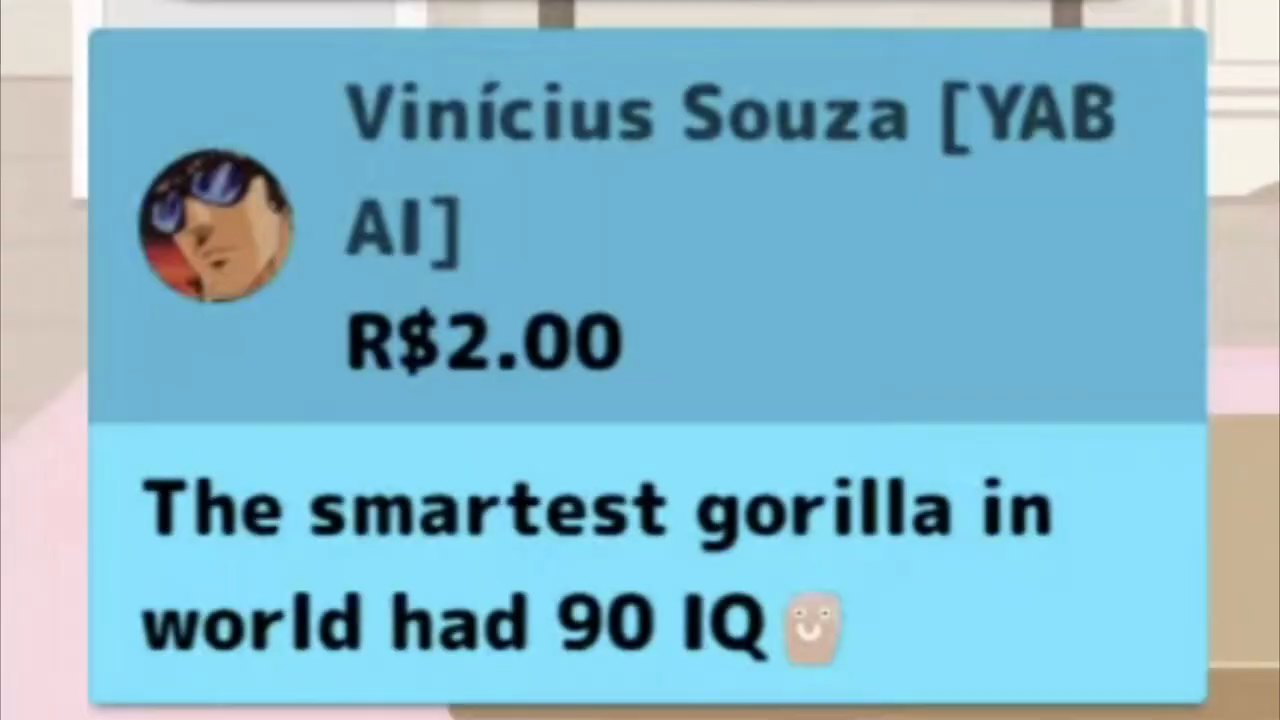 Vinícius Souza [YAB
AI]
R$2.00
The smartest gorilla in
world had 90 IQ